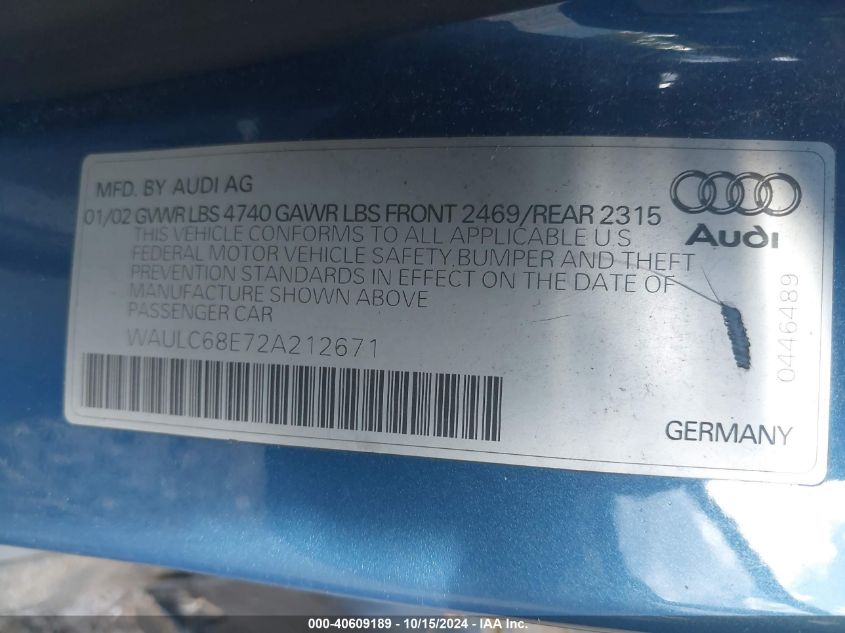 MFD. BY AUDI AG
01/02 GVWR LBS 4740 GAWR LBS FRONT 2469/REAR 2315
THIS VEHICLE CONFORMS TO ALL APPLICABLE U.S
FEDERAL MOTOR VEHICLE SAFETY, BUMPER AND THEFT
PREVENTION STANDARDS IN EFFECT ON THE DATE OF
MANUFACTURE SHOWN ABOVE
PASSENGER CAR
WAULC68E72A212671
Audi
0446489
GERMANY
000-40609189 - 10/15/2024 - © IAA, Inc.